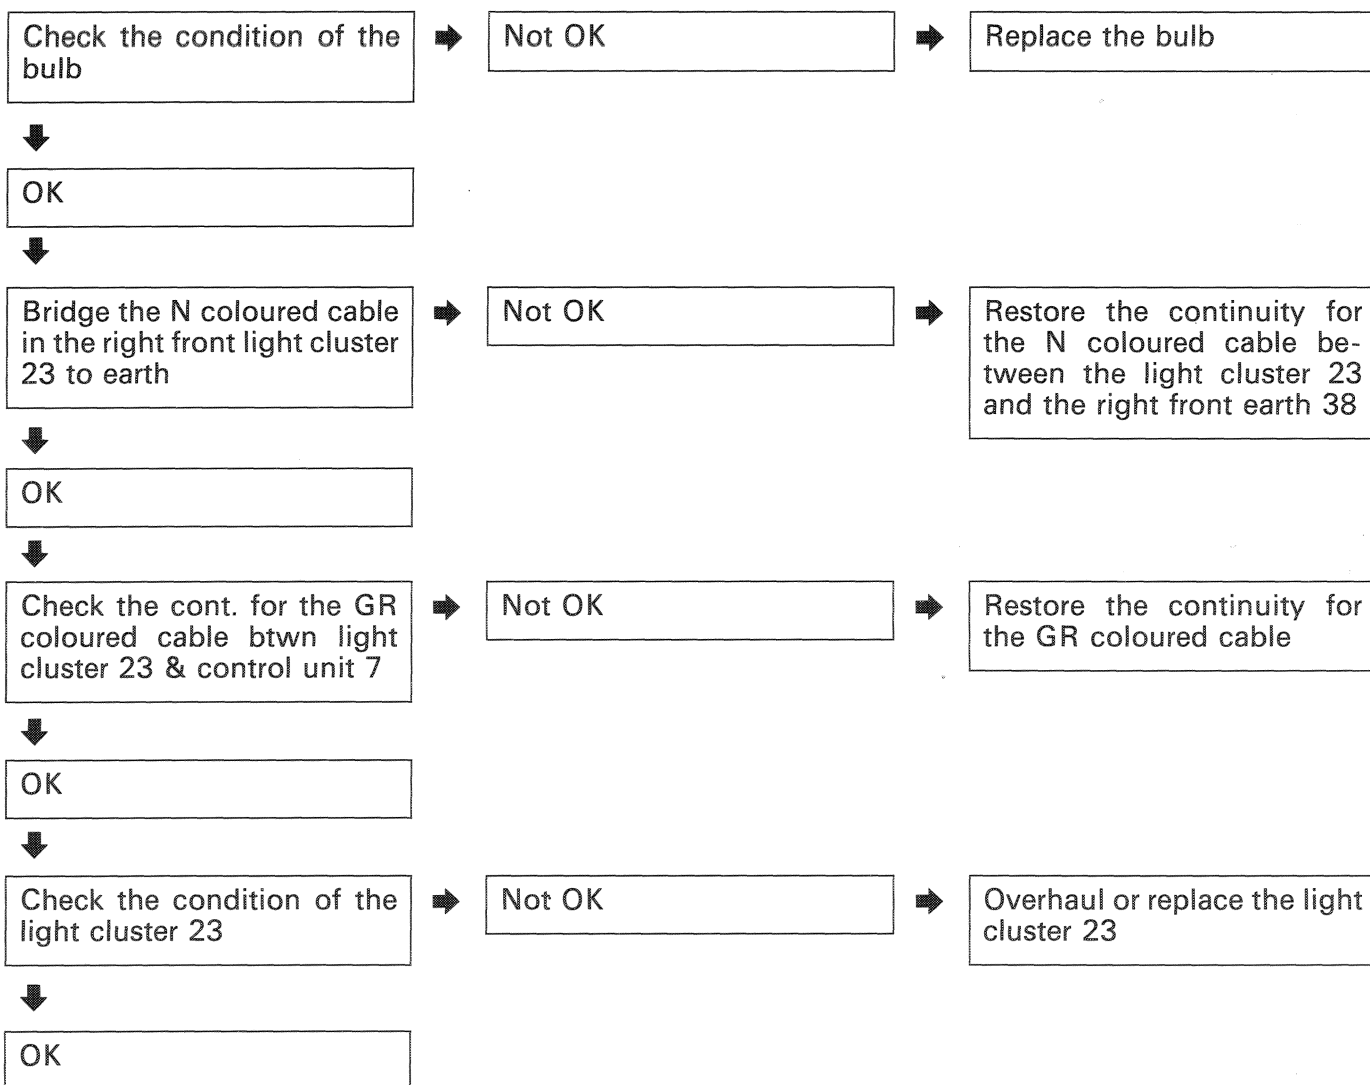 Check the condition of the
bulb
Not OK
Replace the bulb
OK
Bridge the N coloured cable
in the right front light cluster
23 to earth
Not OK
Restore the continuity for
the N coloured cable be-
tween the light cluster 23
and the right front earth 38
OK
Check the cont. for the GR
coloured cable btwn light
cluster 23 & control unit 7
Not OK
Restore the continuity for
the GR coloured cable
OK
Check the condition of the
light cluster 23
Not OK
Overhaul or replace the light
cluster 23
OK